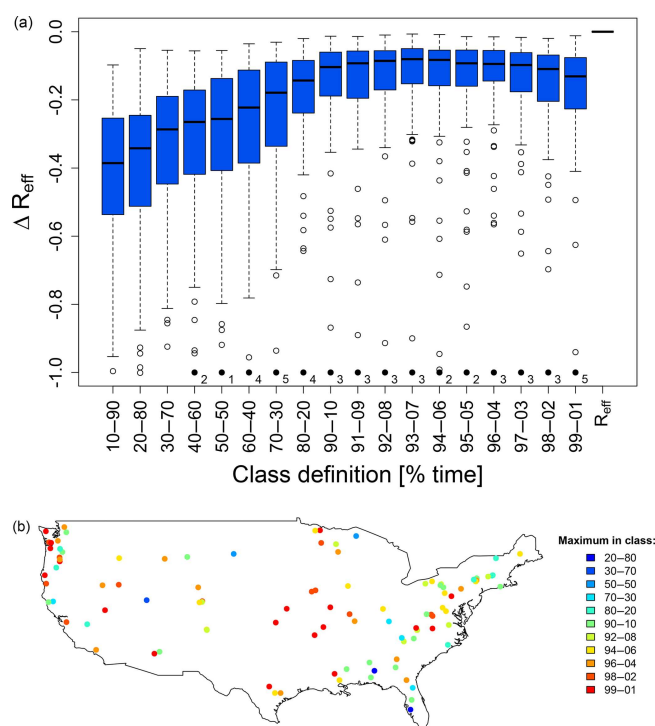 (a)
0.0
-0.2
-0.4
-0.6
-0.8
-1.0
Δ Reff
2 1 4 5 4 3 3 3 3 2 2 3 3 3 5
10–90 20–80 30–70 40–60 50–50 60–40 70–30 80–20 90–10 91–09 92–08 93–07 94–06 95–05 96–04 97–03 98–02 99–01 Reff
Class definition [% time]
(b)
Maximum in class:
20–80
30–70
50–50
70–30
80–20
90–10
92–08
94–06
96–04
98–02
99–01